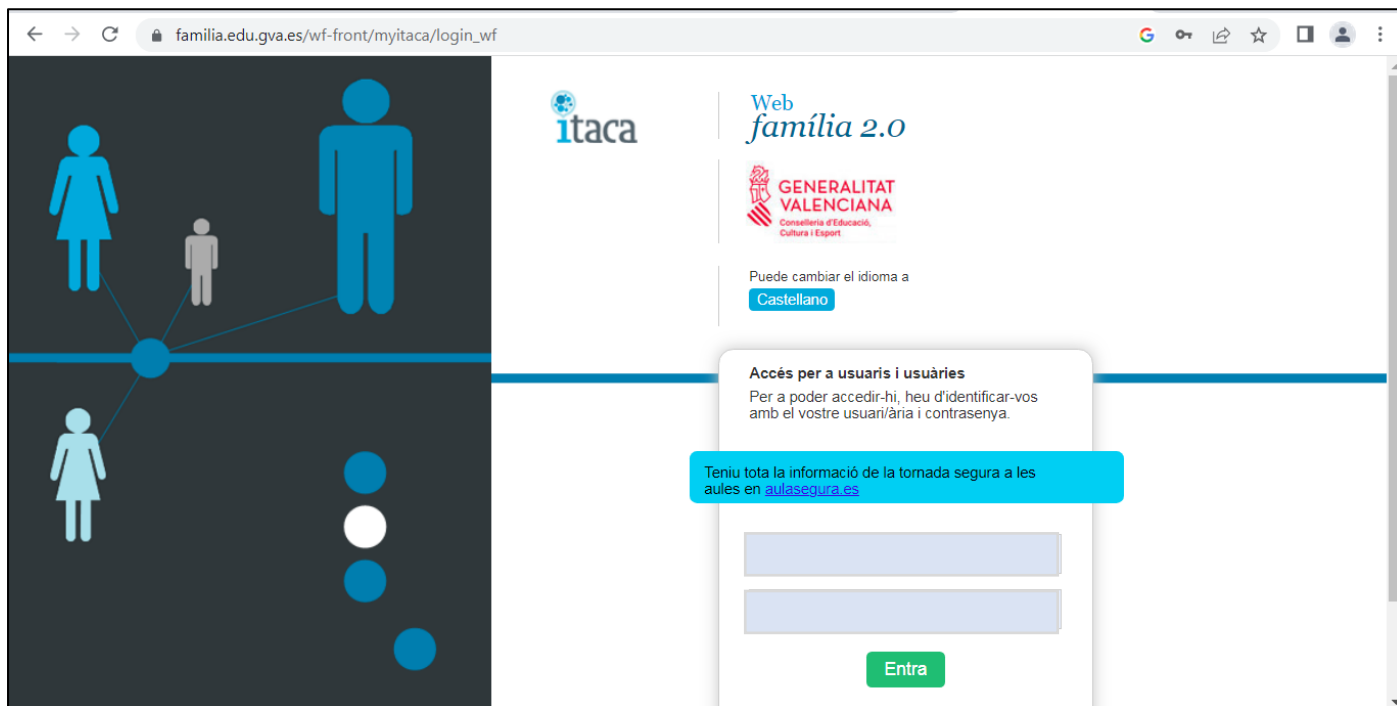 familia.edu.gva.es/wf-front/myitaca/login_wf
itaca
Web
família 2.0
GENERALITAT
VALENCIANA
Conselleria d'Educació,
Cultura i Esport
Puede cambiar el idioma a
Castellano
Accés per a usuaris i usuàries
Per a poder accedir-hi, heu d'identificar-vos
amb el vostre usuari/ària i contrasenya.
Teniu tota la informació de la tornada segura a les
aules en aulasegura.es
Entra